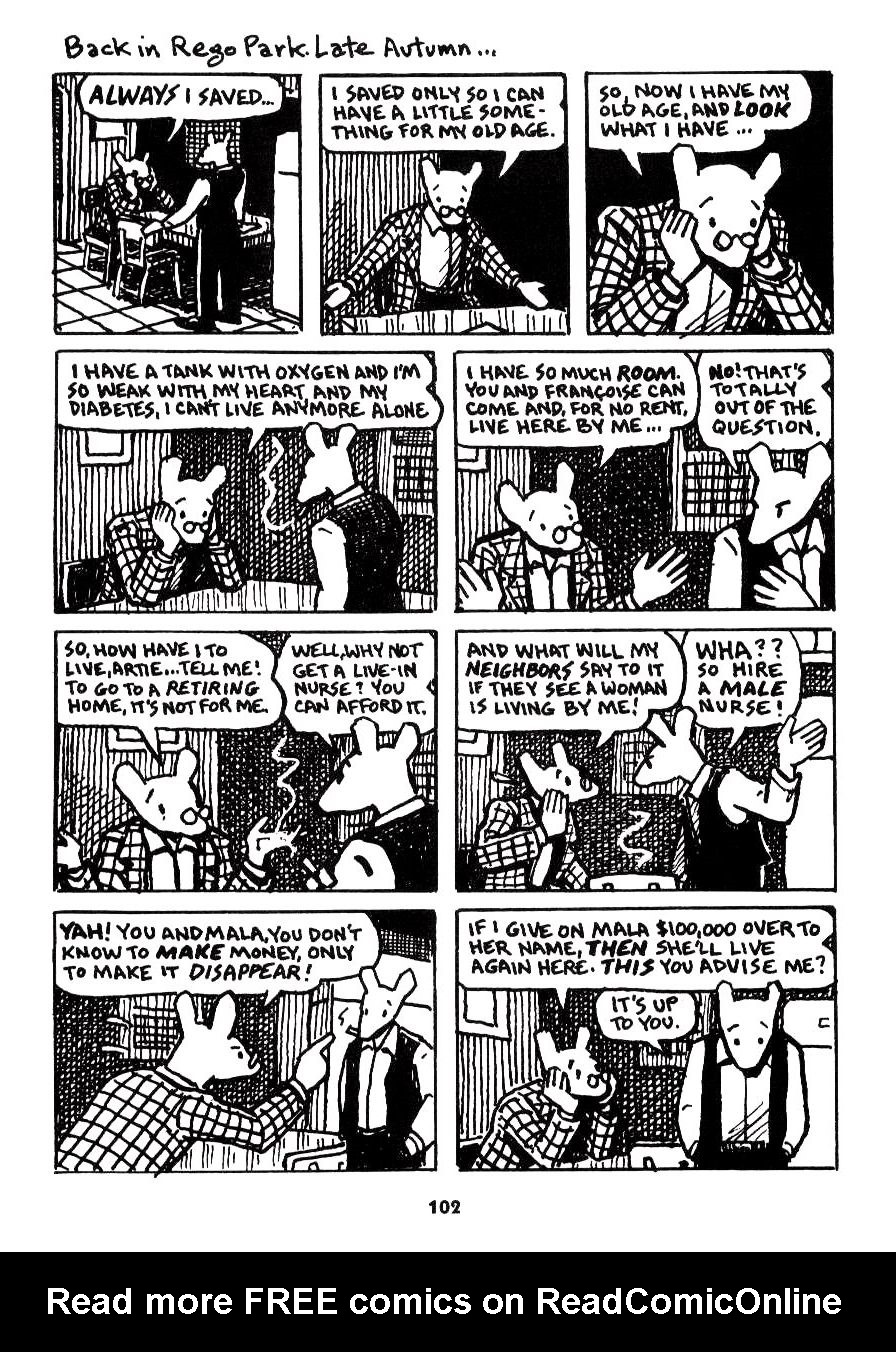 Back in Rego Park. Late Autumn...
ALWAYS I SAVED...
I SAVED ONLY SO I CAN
HAVE A LITTLE SOME-
THING FOR MY OLD AGE.
SO, NOW I HAVE MY
OLD AGE, AND LOOK
WHAT I HAVE...
I HAVE A TANK WITH OXYGEN AND I'M
SO WEAK WITH MY HEART AND MY
DIABETES, I CAN'T LIVE ANYMORE ALONE
I HAVE SO MUCH ROOM.
YOU AND FRANÇOISE CAN
COME AND, FOR NO RENT,
LIVE HERE BY ME...
NO! THAT'S
TOTALLY
OUT OF THE
QUESTION.
SO, HOW HAVE I TO
LIVE, ARTIE...TELL ME!
TO GO TO A RETIRING
HOME, IT'S NOT FOR ME.
WELL, WHY NOT
GET A LIVE-IN
NURSE? YOU
CAN AFFORD IT.
AND WHAT WILL MY
NEIGHBORS SAY TO IT
IF THEY SEE A WOMAN
IS LIVING BY ME!
WHA??
SO HIRE
A MALE
NURSE!
YAH! YOU AND MALA, YOU DON'T
KNOW TO MAKE MONEY, ONLY
TO MAKE IT DISAPPEAR!
IF I GIVE ON MALA $100,000 OVER TO
HER NAME, THEN SHE'LL LIVE
AGAIN HERE. THIS YOU ADVISE ME?
IT'S UP
TO YOU.
102
Read more FREE comics on ReadComicOnline